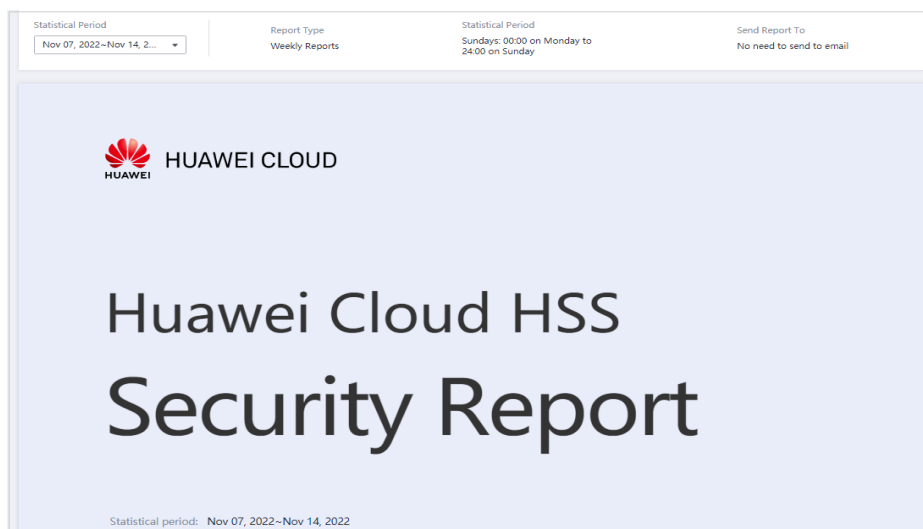 Statistical Period
Nov 07, 2022~Nov 14, 2...
Report Type
Weekly Reports
Statistical Period
Sundays: 00:00 on Monday to
24:00 on Sunday
Send Report To
No need to send to email
HUAWEI
HUAWEI CLOUD
Huawei Cloud HSS
Security Report
Statistical period: Nov 07, 2022~Nov 14, 2022